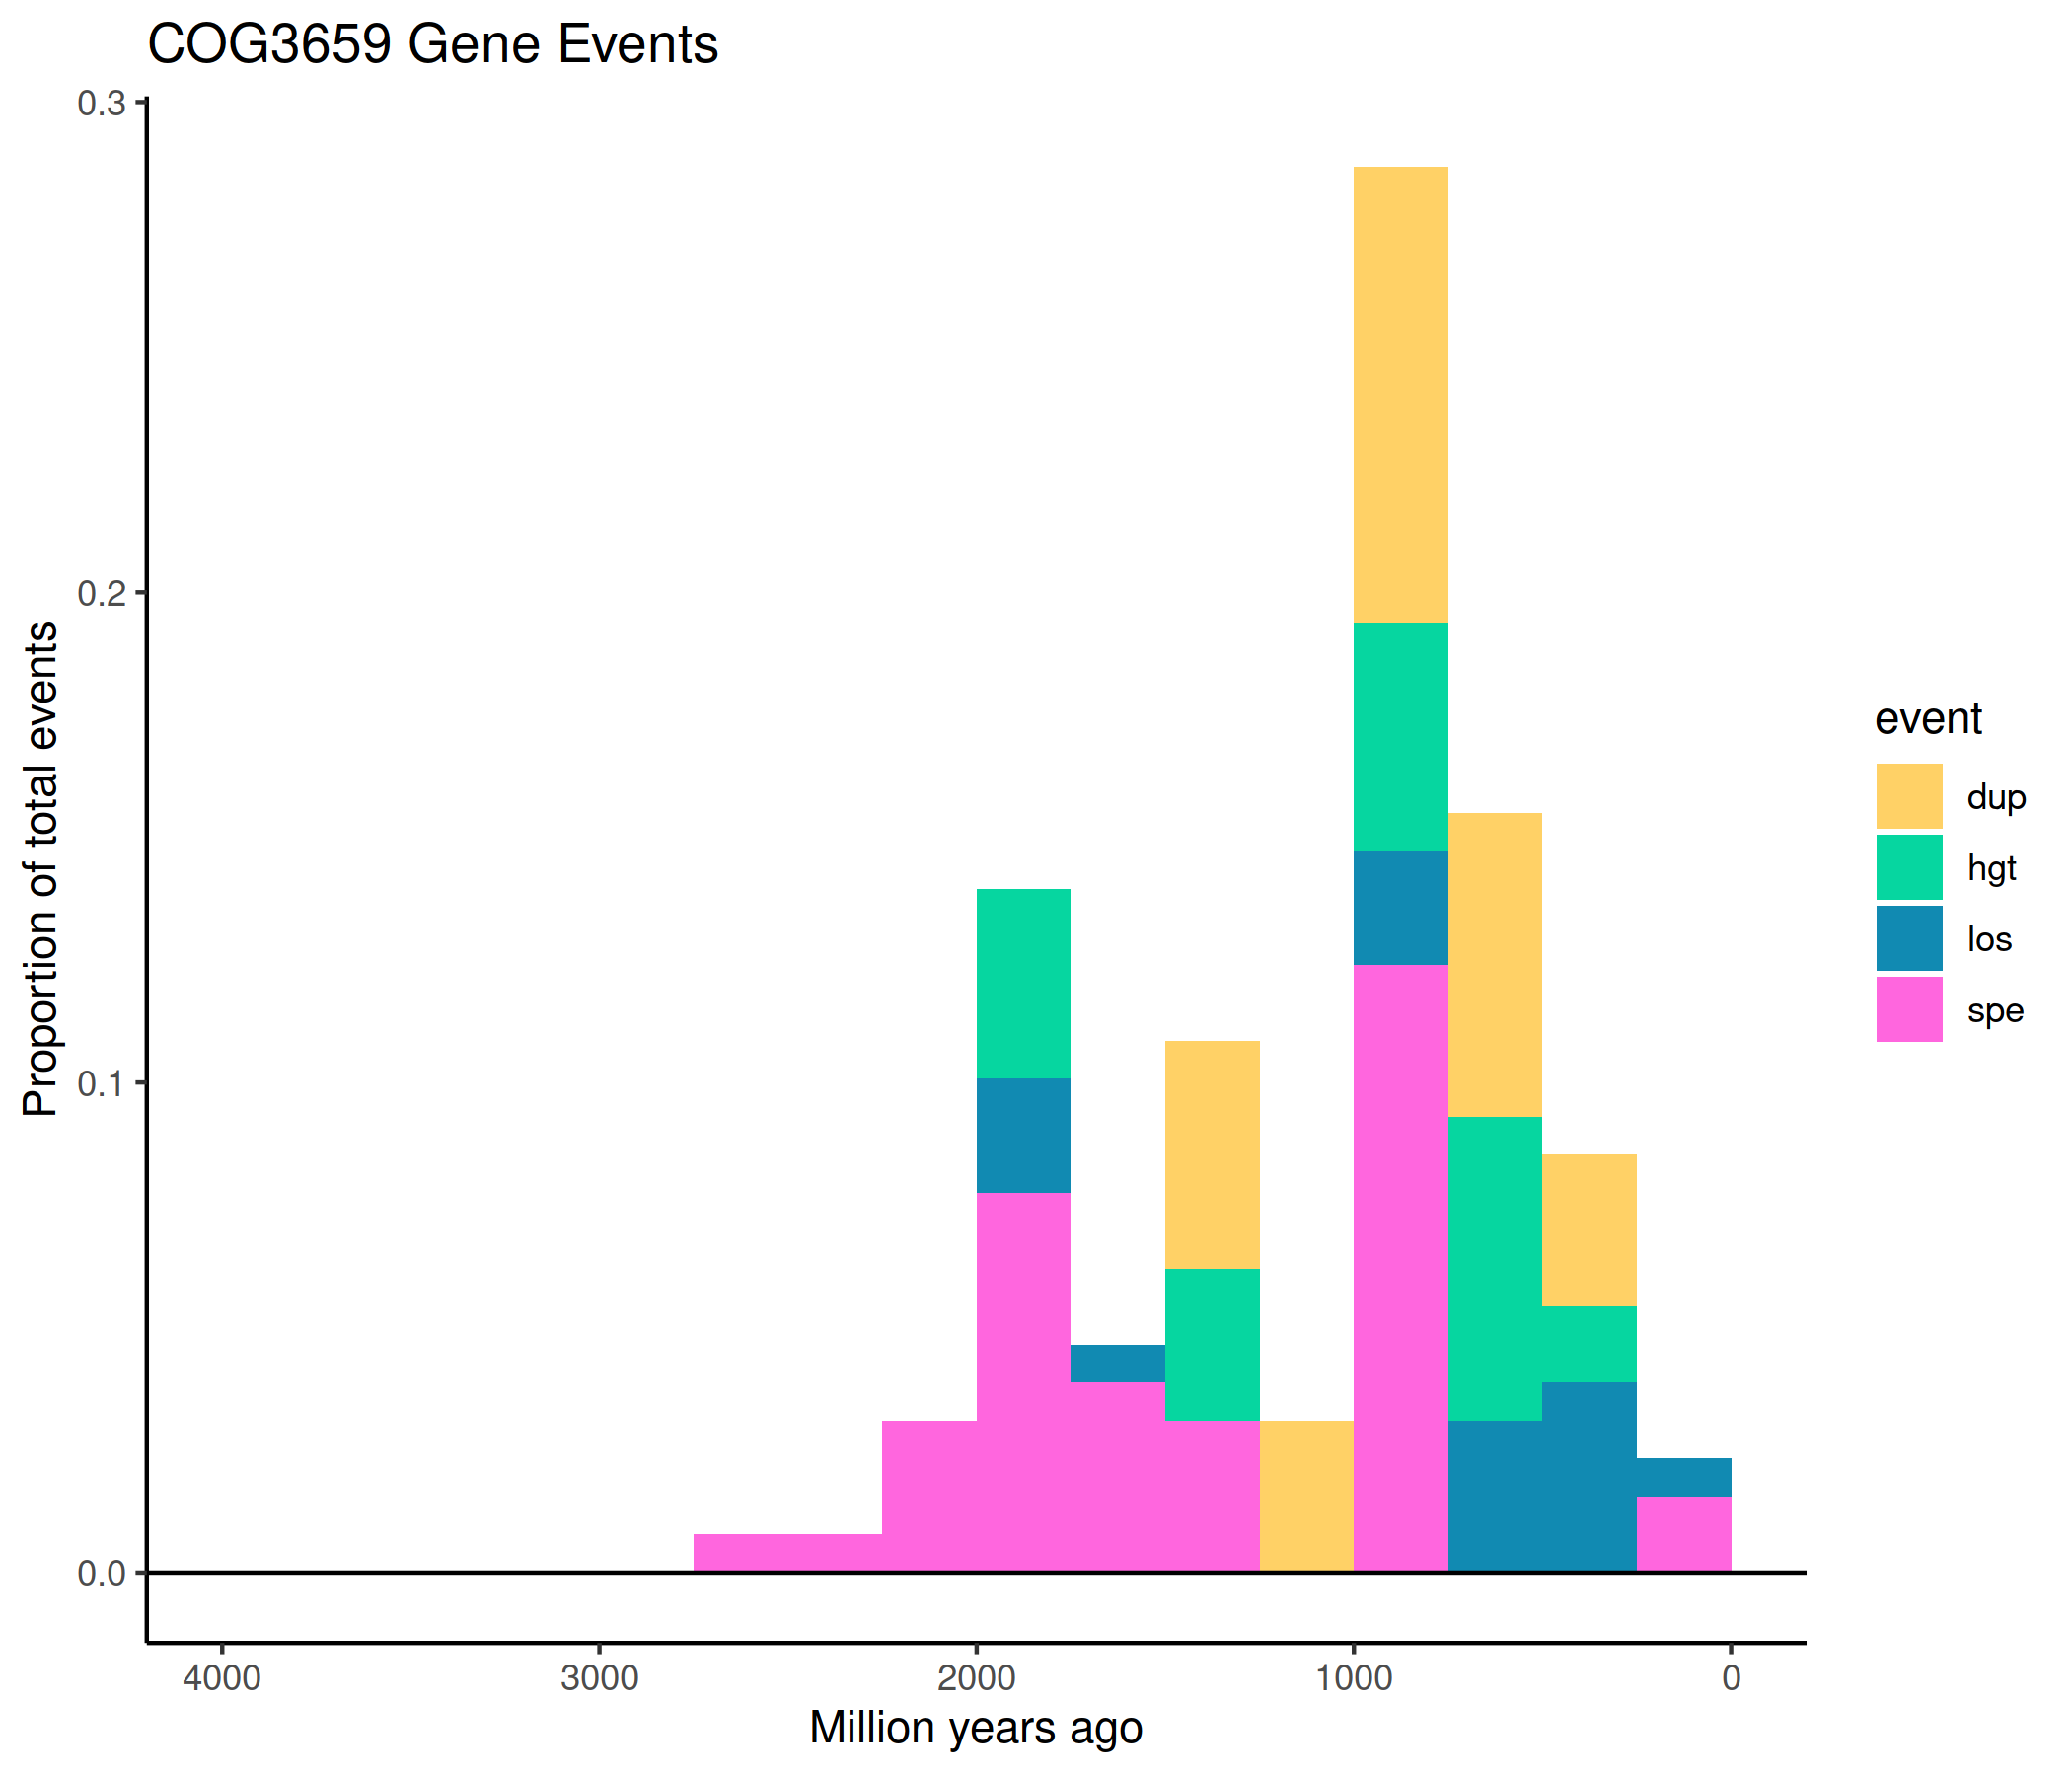 COG3659 Gene Events
0.3
0.2
0.1
0.0
Proportion of total events
4000 3000 2000 1000 0
Million years ago
event
dup
hgt
los
spe